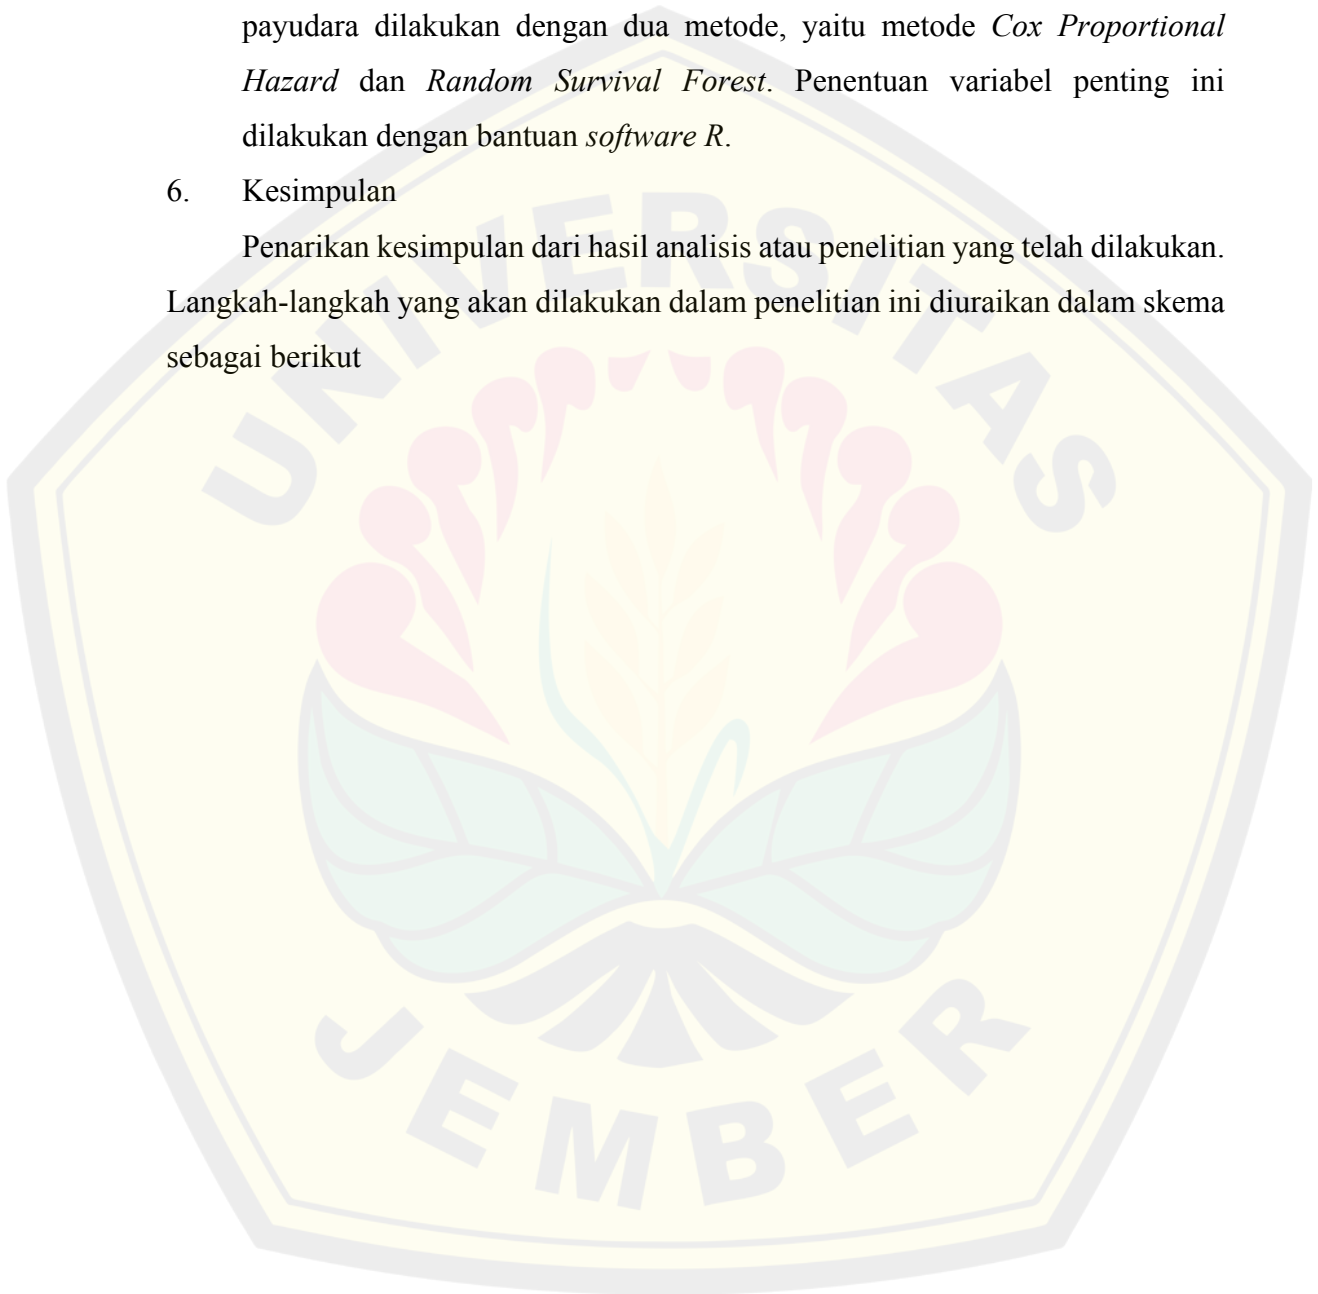 payudara dilakukan dengan dua metode, yaitu metode Cox Proportional
Hazard dan Random Survival Forest. Penentuan variabel penting ini
dilakukan dengan bantuan software R.
6. Kesimpulan
Penarikan kesimpulan dari hasil analisis atau penelitian yang telah dilakukan.
Langkah-langkah yang akan dilakukan dalam penelitian ini diuraikan dalam skema
sebagai berikut
UNIVERSITAS
JEMBER